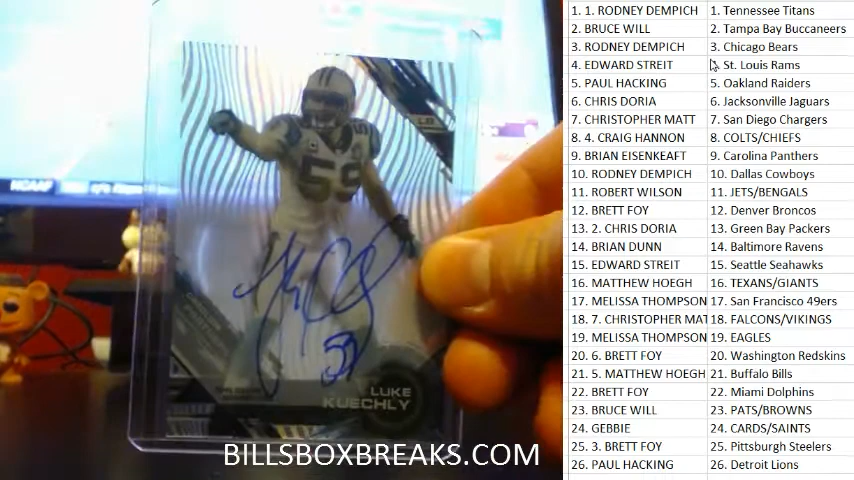 59
LB
NCAAF
59
LUKE
KUECHLY
BILLSBOXBREAKS.COM
1. 1. RODNEY DEMPICH 1. Tennessee Titans
2. BRUCE WILL 2. Tampa Bay Buccaneers
3. RODNEY DEMPICH 3. Chicago Bears
4. EDWARD STREIT St. Louis Rams
5. PAUL HACKING 5. Oakland Raiders
6. CHRIS DORIA 6. Jacksonville Jaguars
7. CHRISTOPHER MATT 7. San Diego Chargers
8. 4. CRAIG HANNON 8. COLTS/CHIEFS
9. BRIAN EISENKEAFT 9. Carolina Panthers
10. RODNEY DEMPICH 10. Dallas Cowboys
11. ROBERT WILSON 11. JETS/BENGALS
12. BRETT FOY 12. Denver Broncos
13. 2. CHRIS DORIA 13. Green Bay Packers
14. BRIAN DUNN 14. Baltimore Ravens
15. EDWARD STREIT 15. Seattle Seahawks
16. MATTHEW HOEGH 16. TEXANS/GIANTS
17. MELISSA THOMPSON 17. San Francisco 49ers
18. 7. CHRISTOPHER MAT 18. FALCONS/VIKINGS
19. MELISSA THOMPSON 19. EAGLES
20. 6. BRETT FOY 20. Washington Redskins
21. 5. MATTHEW HOEGH 21. Buffalo Bills
22. BRETT FOY 22. Miami Dolphins
23. BRUCE WILL 23. PATS/BROWNS
24. GEBBIE 24. CARDS/SAINTS
25. 3. BRETT FOY 25. Pittsburgh Steelers
26. PAUL HACKING 26. Detroit Lions